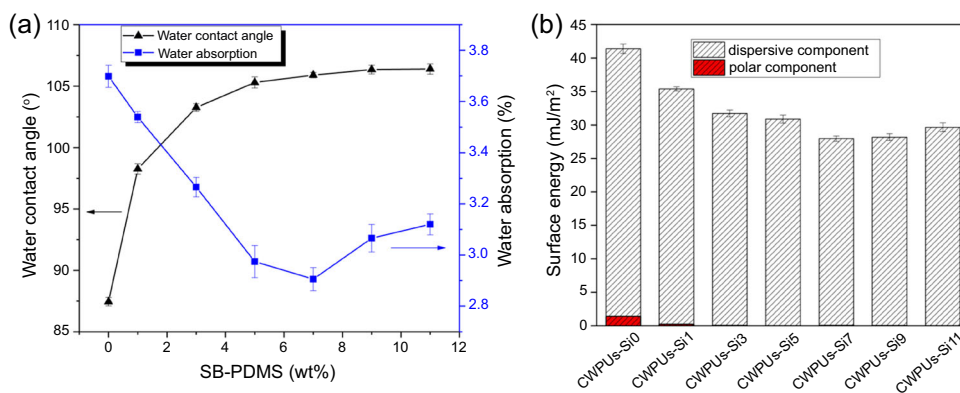 (a)
110
105
100
95
90
85
Water contact angle (°)
Water contact angle
Water absorption
3.8
3.6
3.4
3.2
3.0
2.8
Water absorption (%)
0 2 4 6 8 10 12
SB-PDMS (wt%)
(b)
45
40
35
30
25
20
15
10
5
0
Surface energy (mJ/m²)
dispersive component
polar component
CWPUs-Si0
CWPUs-Si1
CWPUs-Si3
CWPUs-Si5
CWPUs-Si7
CWPUs-Si9
CWPUs-Si11